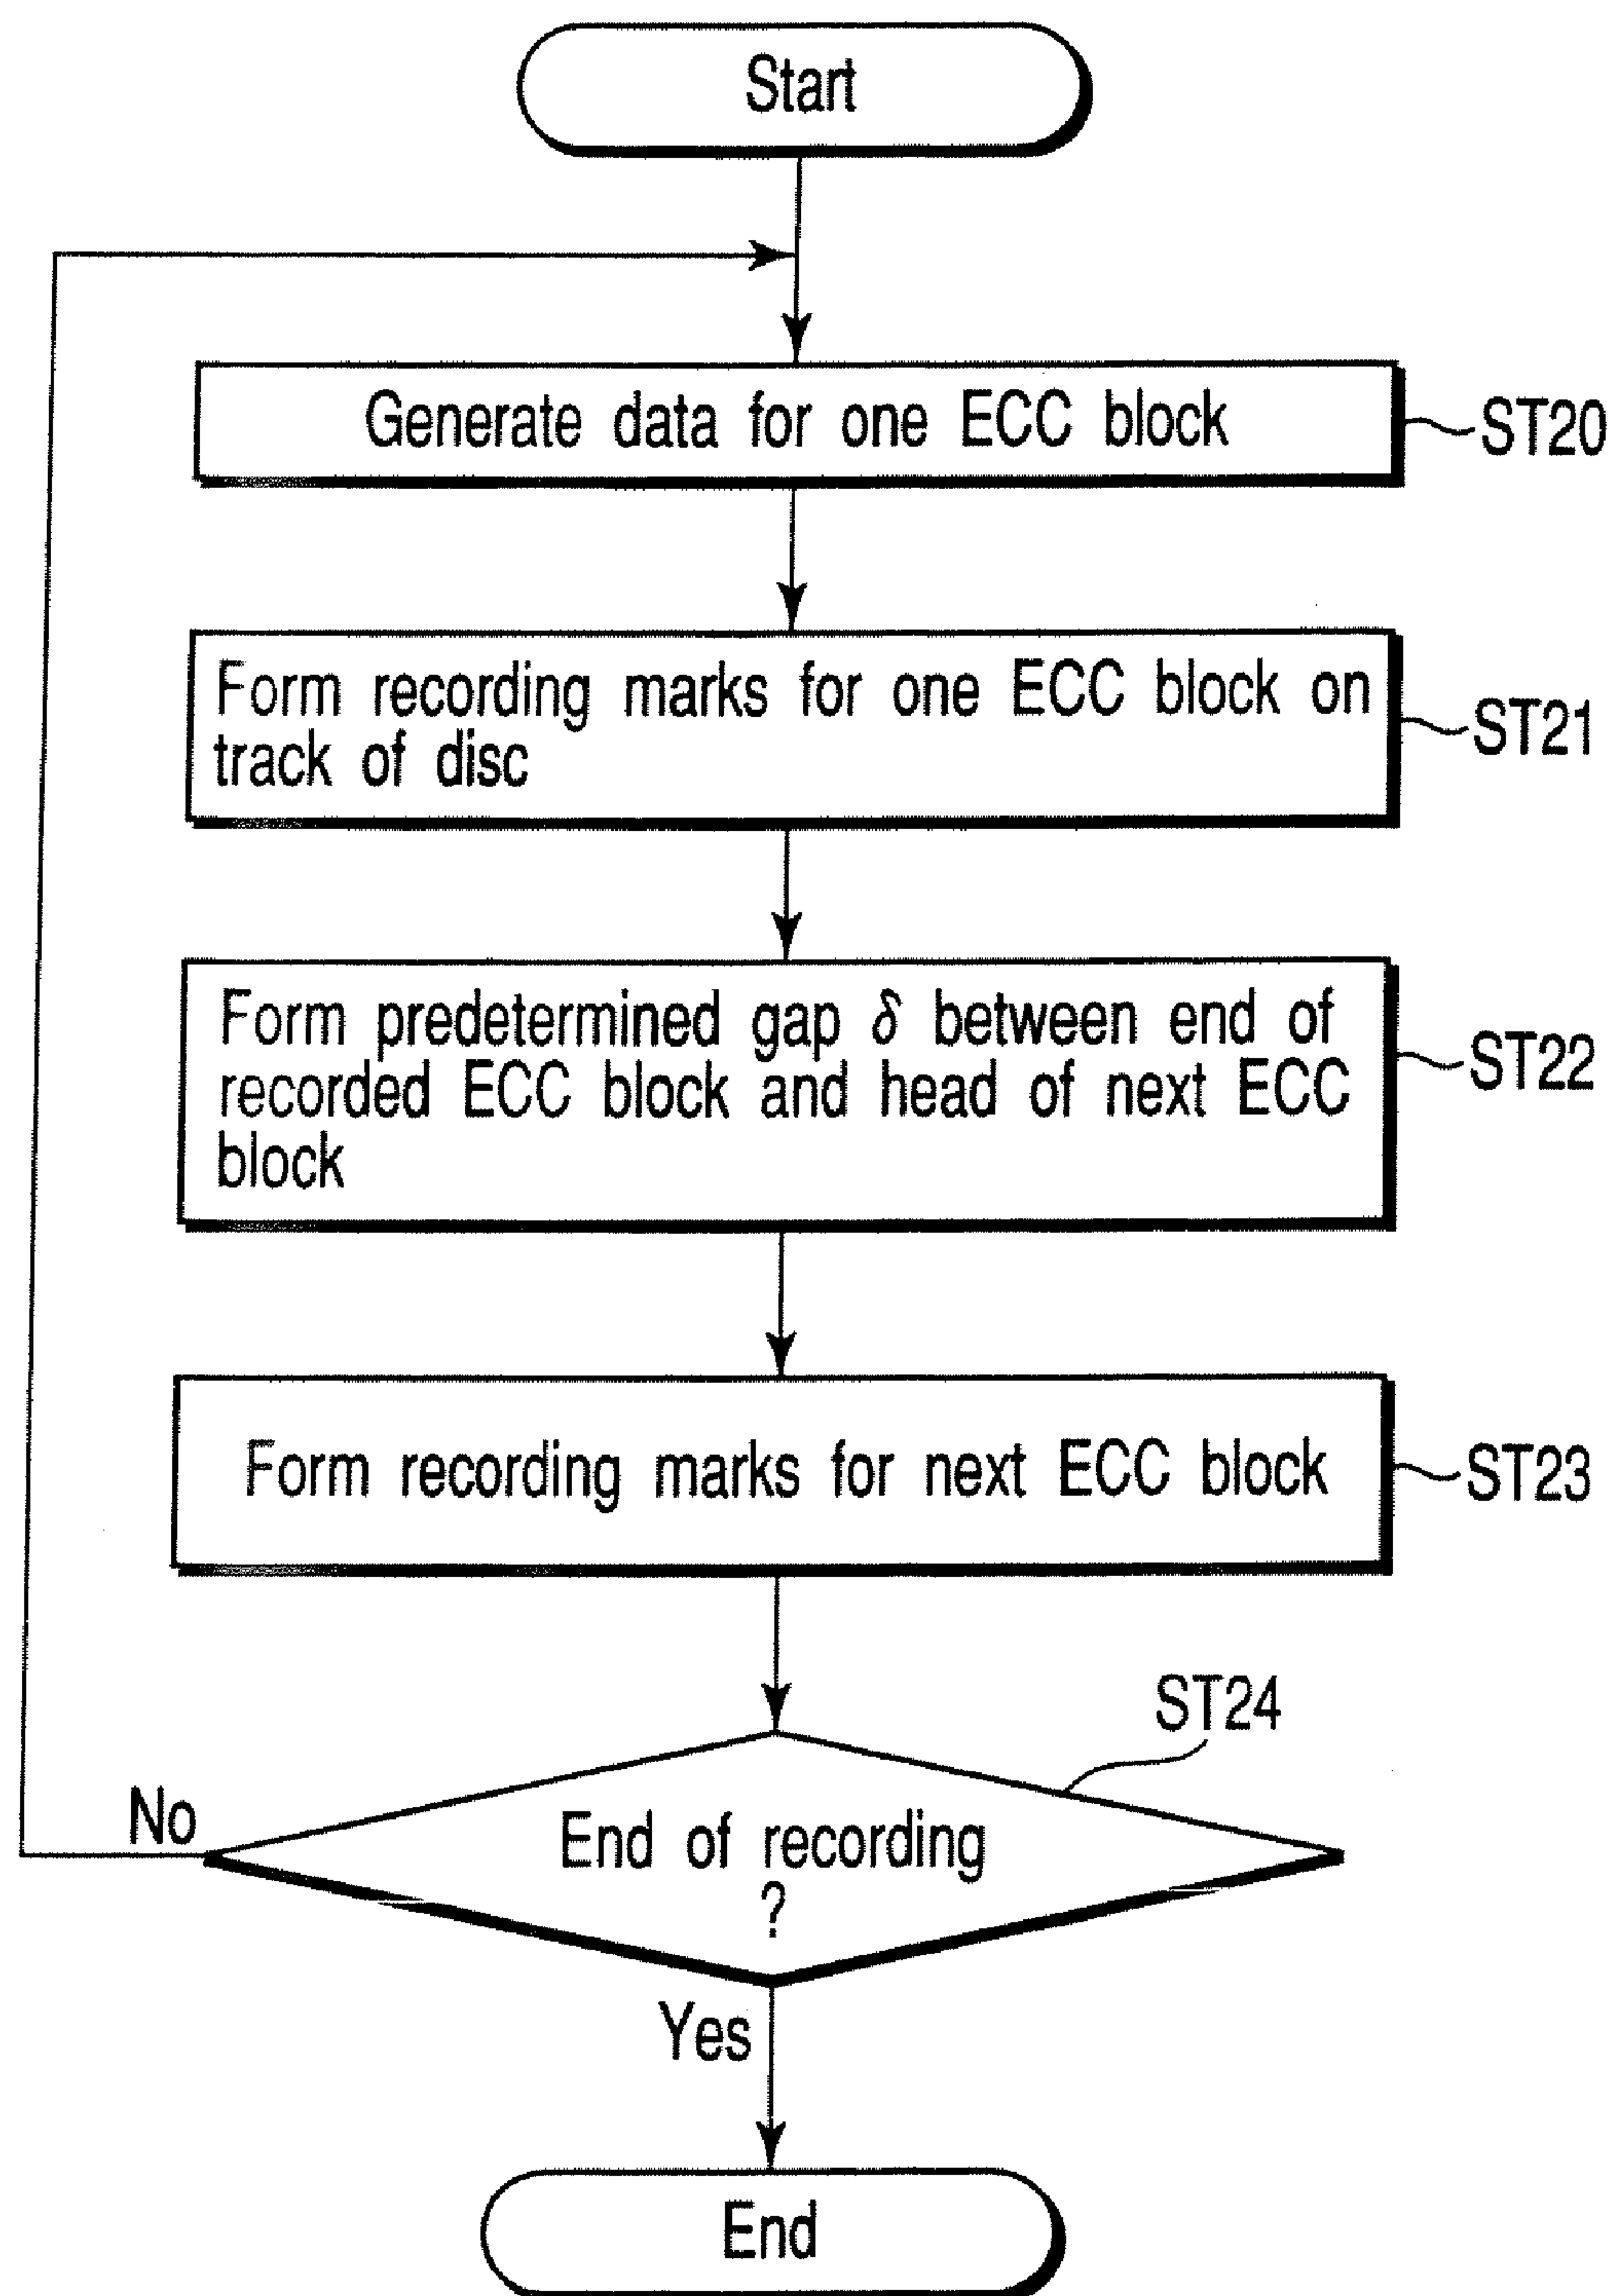 Start
Generate data for one ECC block
ST20
Form recording marks for one ECC block on
track of disc
ST21
Form predetermined gap δ between end of
recorded ECC block and head of next ECC
block
ST22
Form recording marks for next ECC block
ST23
ST24
No
End of recording
?
Yes
End